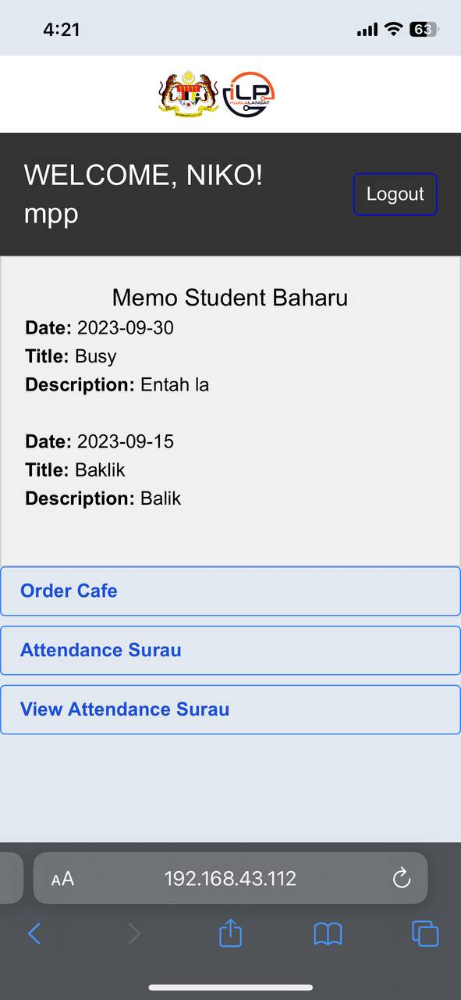 4:21
63
iLP
KUALALANGAT
WELCOME, NIKO!
mpp
Logout
Memo Student Baharu
Date: 2023-09-30
Title: Busy
Description: Entah la
Date: 2023-09-15
Title: Baklik
Description: Balik
Order Cafe
Attendance Surau
View Attendance Surau
AA
192.168.43.112